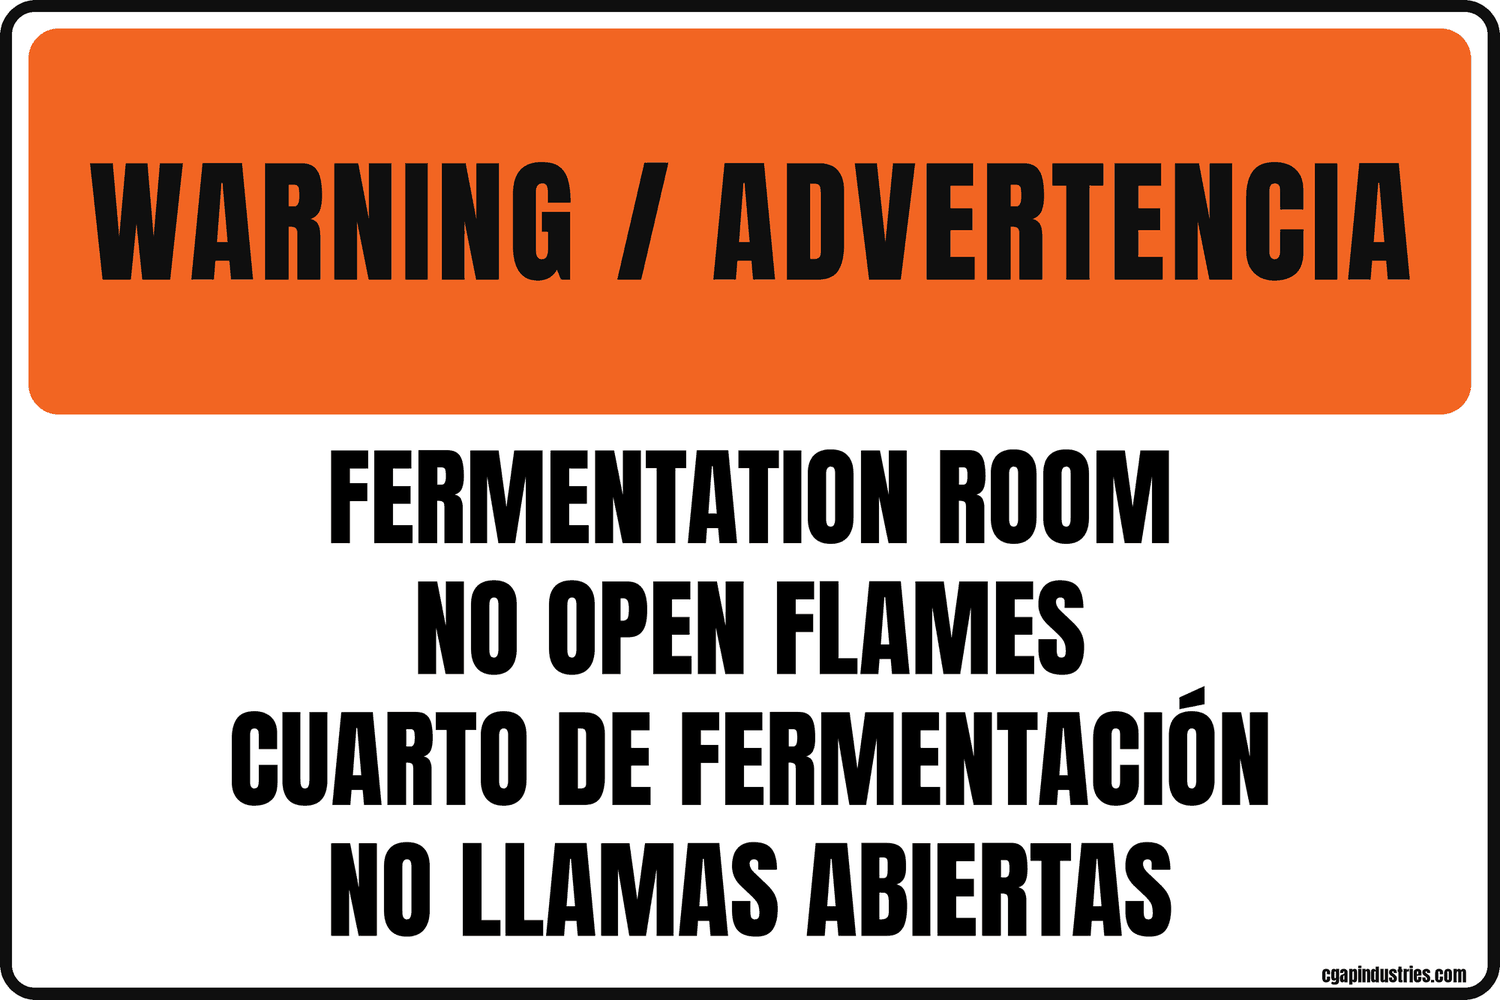 WARNING / ADVERTENCIA
FERMENTATION ROOM
NO OPEN FLAMES
CUARTO DE FERMENTACIÓN
NO LLAMAS ABIERTAS
cgapindustries.com